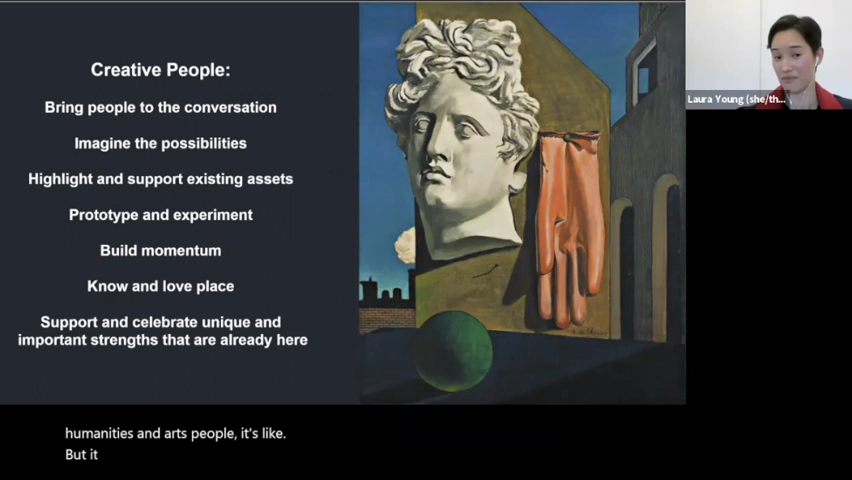 Creative People:
Bring people to the conversation
Imagine the possibilities
Highlight and support existing assets
Prototype and experiment
Build momentum
Know and love place
Support and celebrate unique and
important strengths that are already here
Laura Young (she/th...
humanities and arts people, it's like.
But it